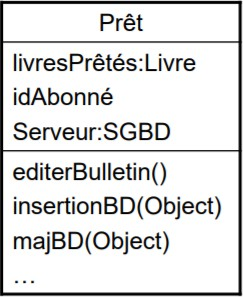 Prêt
livresPrêtés:Livre
idAbonné
Serveur:SGBD
editerBulletin()
insertionBD(Object)
majBD(Object)
…